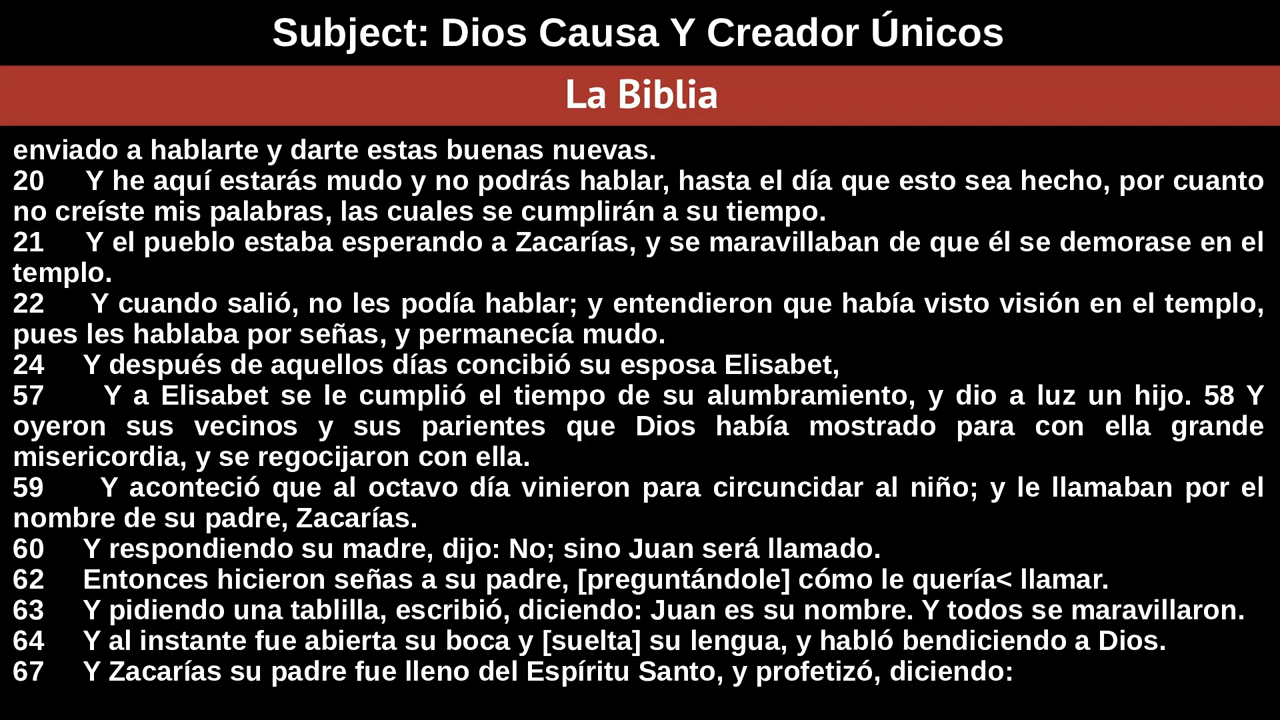 Subject: Dios Causa Y Creador Únicos
La Biblia
enviado a hablarte y darte estas buenas nuevas.
20 Y he aquí estarás mudo y no podrás hablar, hasta el día que esto sea hecho, por cuanto
no creíste mis palabras, las cuales se cumplirán a su tiempo.
21 Y el pueblo estaba esperando a Zacarías, y se maravillaban de que él se demorase en el
templo.
22 Y cuando salió, no les podía hablar; y entendieron que había visto visión en el templo,
pues les hablaba por señas, y permanecía mudo.
24 Y después de aquellos días concibió su esposa Elisabet,
57 Y a Elisabet se le cumplió el tiempo de su alumbramiento, y dio a luz un hijo. 58 Y
oyeron sus vecinos y sus parientes que Dios había mostrado para con ella grande
misericordia, y se regocijaron con ella.
59 Y aconteció que al octavo día vinieron para circuncidar al niño; y le llamaban por el
nombre de su padre, Zacarías.
60 Y respondiendo su madre, dijo: No; sino Juan será llamado.
62 Entonces hicieron señas a su padre, [preguntándole] cómo le quería< llamar.
63 Y pidiendo una tablilla, escribió, diciendo: Juan es su nombre. Y todos se maravillaron.
64 Y al instante fue abierta su boca y [suelta] su lengua, y habló bendiciendo a Dios.
67 Y Zacarías su padre fue lleno del Espíritu Santo, y profetizó, diciendo: